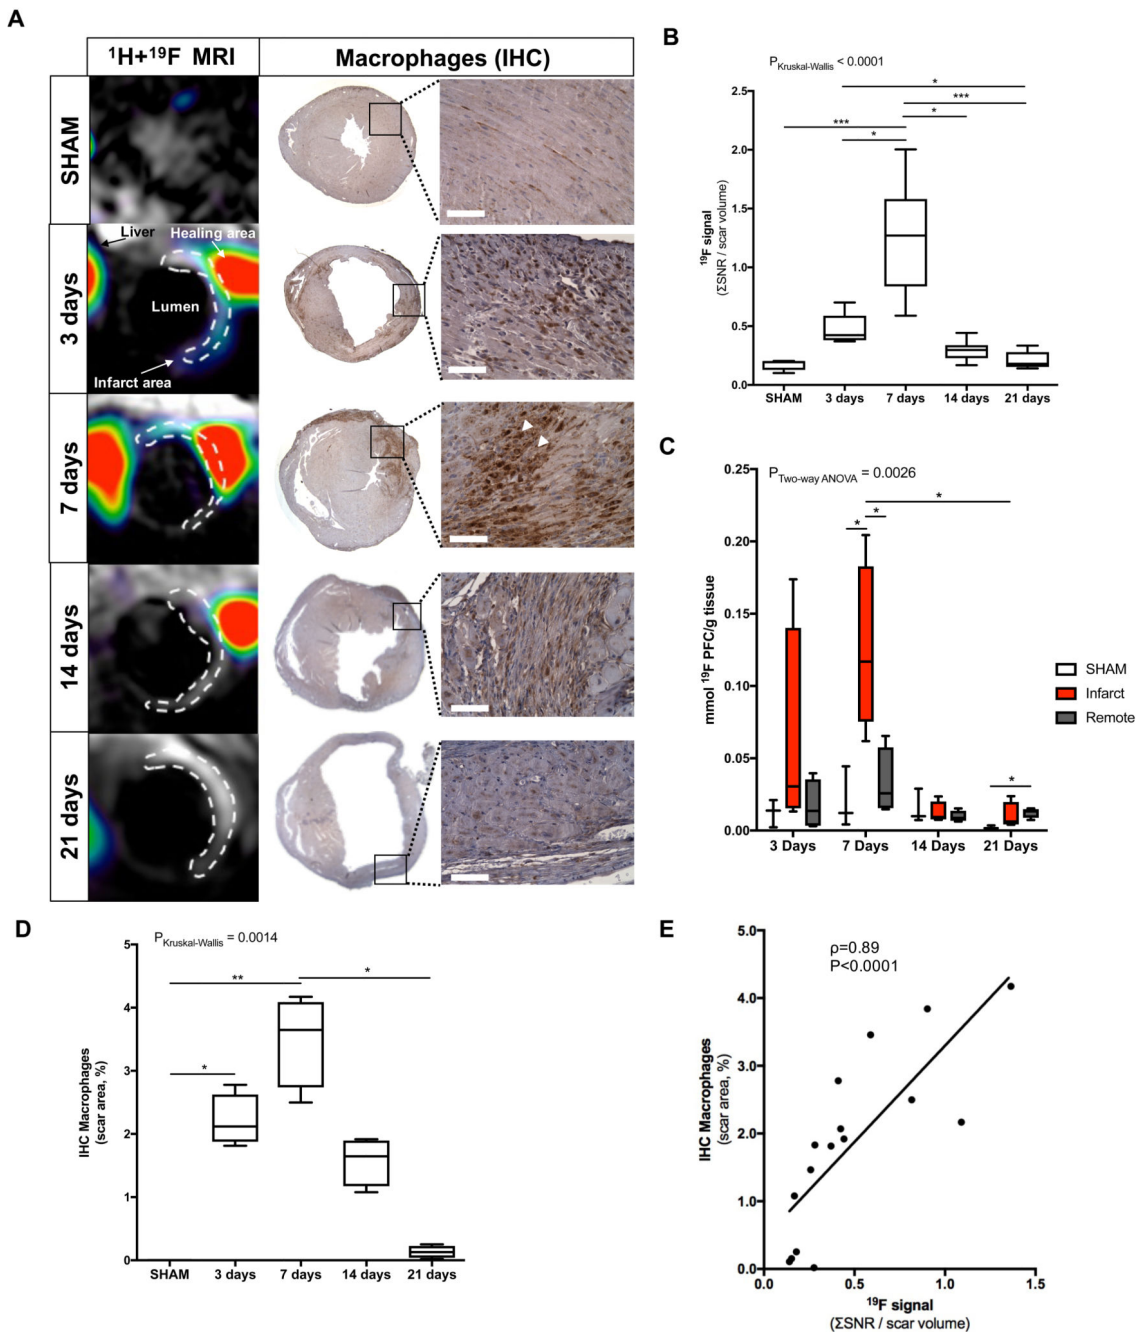 A
¹H+¹⁹F MRI
Macrophages (IHC)
SHAM
3 days
Liver
Healing area
Lumen
Infarct area
7 days
14 days
21 days
B
P Kruskal-Wallis < 0.0001
*
***
***
*
*
2.5
2.0
1.5
1.0
0.5
0.0
¹⁹F signal
(ΣSNR / scar volume)
SHAM 3 days 7 days 14 days 21 days
C
P Two-way ANOVA = 0.0026
*
* *
*
0.25
0.20
0.15
0.10
0.05
0.00
mmol ¹⁹F PFC/g tissue
3 Days 7 Days 14 Days 21 Days
SHAM
Infarct
Remote
D
P Kruskal-Wallis = 0.0014
**
*
*
5
4
3
2
1
0
IHC Macrophages
(scar area, %)
SHAM 3 days 7 days 14 days 21 days
E
ρ=0.89
P<0.0001
5.0
4.0
3.0
2.0
1.0
0.0
IHC Macrophages
(scar area, %)
0.0 0.5 1.0 1.5
¹⁹F signal
(ΣSNR / scar volume)